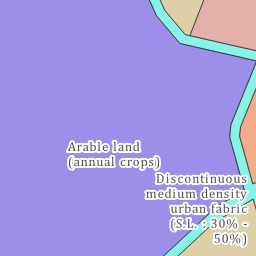 Arable land
(annual crops)
Discontinuous
medium density
urban fabric
(S.L. : 30% -
50%)